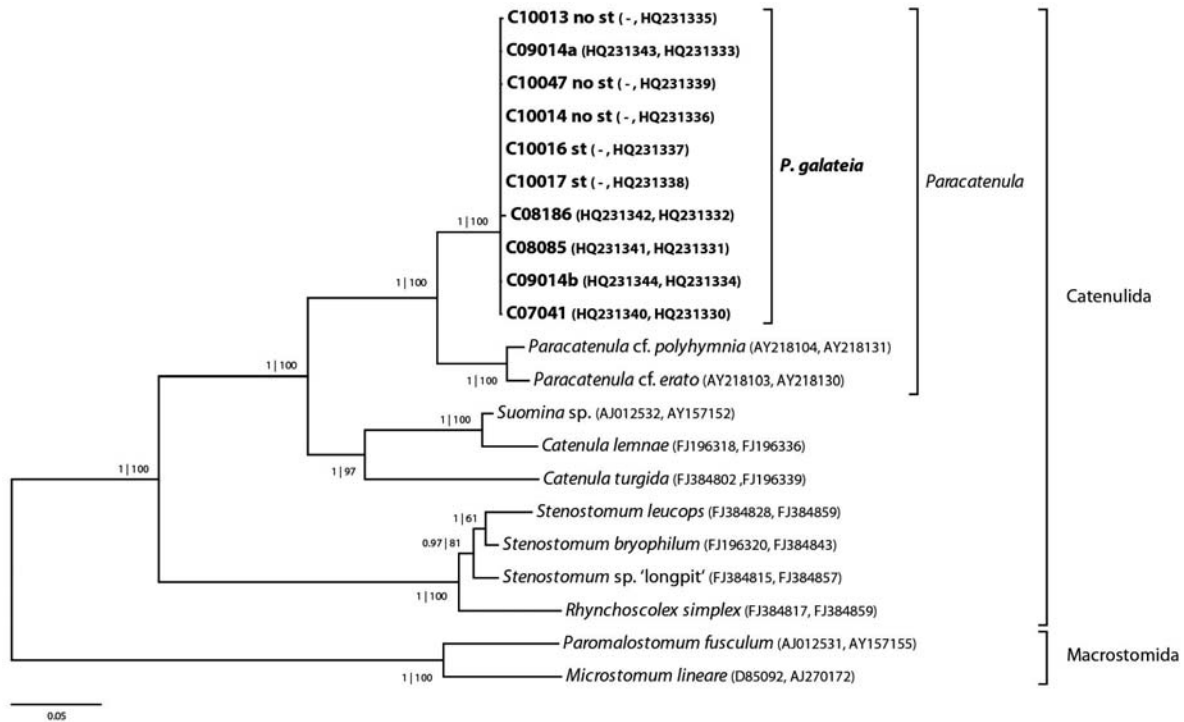 C10013 no st ( - , HQ231335)
C09014a (HQ231343, HQ231333)
C10047 no st ( - , HQ231339)
C10014 no st ( - , HQ231336)
C10016 st ( - , HQ231337)
C10017 st ( - , HQ231338)
C08186 (HQ231342, HQ231332)
C08085 (HQ231341, HQ231331)
C09014b (HQ231344, HQ231334)
C07041 (HQ231340, HQ231330)
P. galateia
Paracatenula
Catenulida
1|100
1|100
Paracatenula cf. polyhymnia (AY218104, AY218131)
1|100
Paracatenula cf. erato (AY218103, AY218130)
1|100
Suomina sp. (AJ012532, AY157152)
1|100
Catenula lemnae (FJ196318, FJ196336)
1|97
Catenula turgida (FJ384802 ,FJ196339)
1|100
Stenostomum leucops (FJ384828, FJ384859)
1|61
Stenostomum bryophilum (FJ196320, FJ384843)
0.97|81
Stenostomum sp. 'longpit' (FJ384815, FJ384857)
1|100
Rhynchoscolex simplex (FJ384817, FJ384859)
Paromalostomum fusculum (AJ012531, AY157155)
Macrostomida
1|100
Microstomum lineare (D85092, AJ270172)
0.05